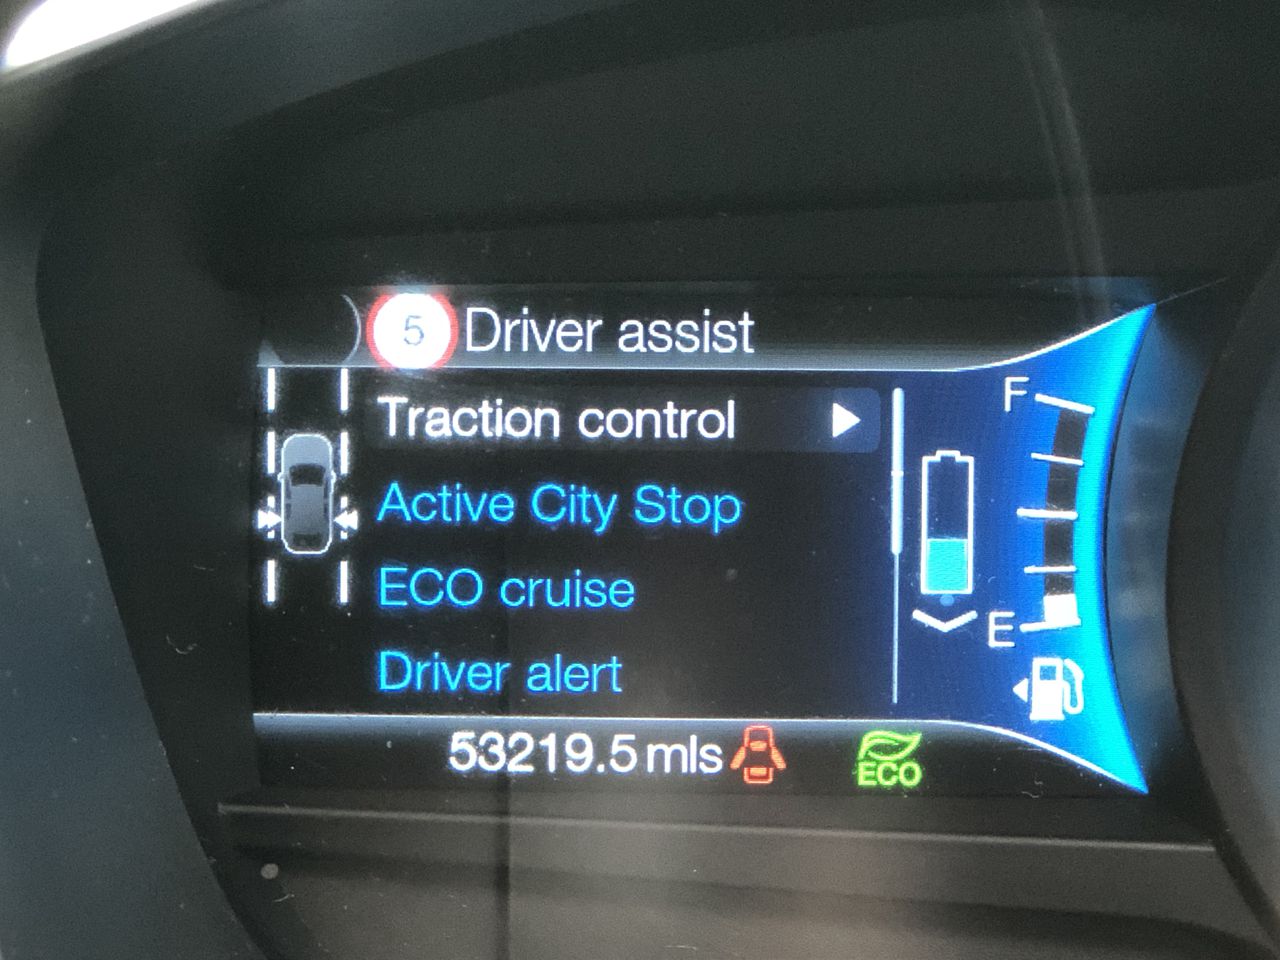 5 Driver assist
Traction control
Active City Stop
ECO cruise
Driver alert
F
E
53219.5 mls
ECO